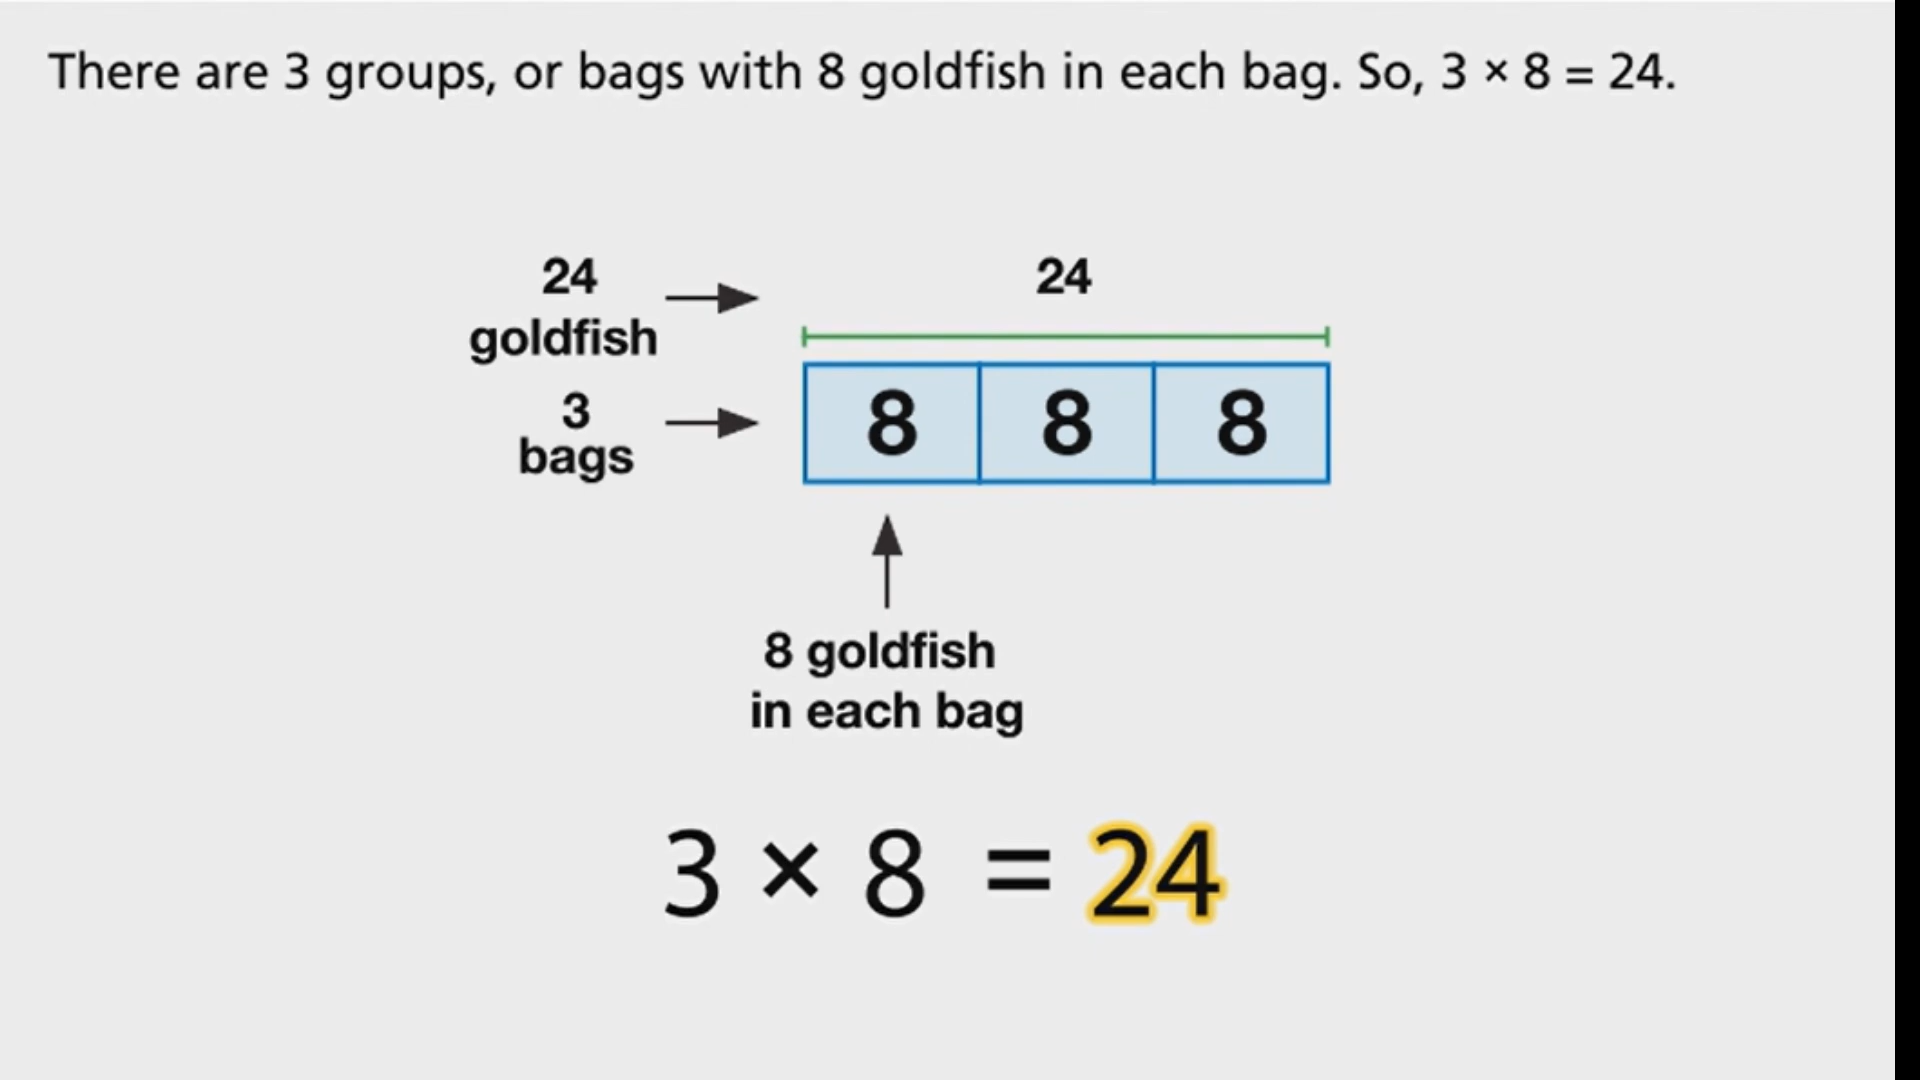 There are 3 groups, or bags with 8 goldfish in each bag. So, 3 × 8 = 24.
24
goldfish
24
3
bags
8 8 8
8 goldfish
in each bag
3 × 8 = 24